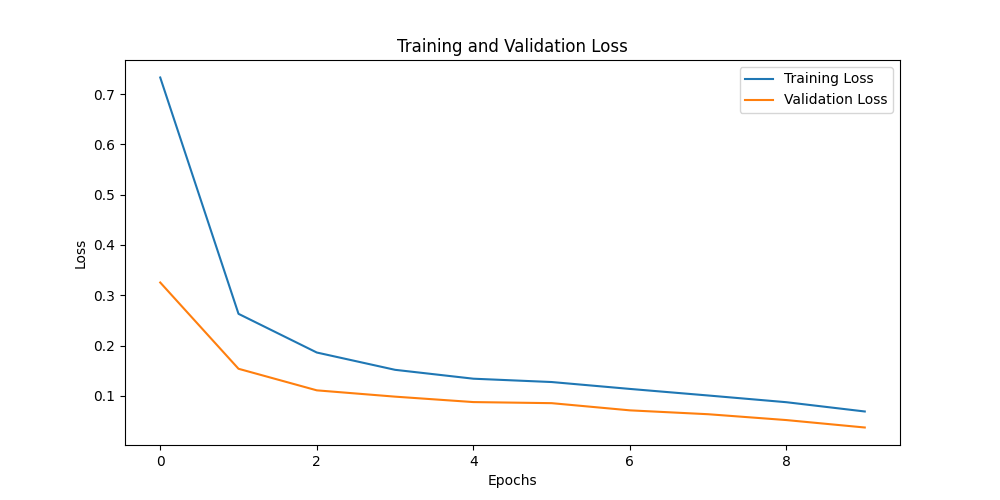 Training and Validation Loss
Training Loss
Validation Loss
Loss
0.7
0.6
0.5
0.4
0.3
0.2
0.1
0 2 4 6 8
Epochs